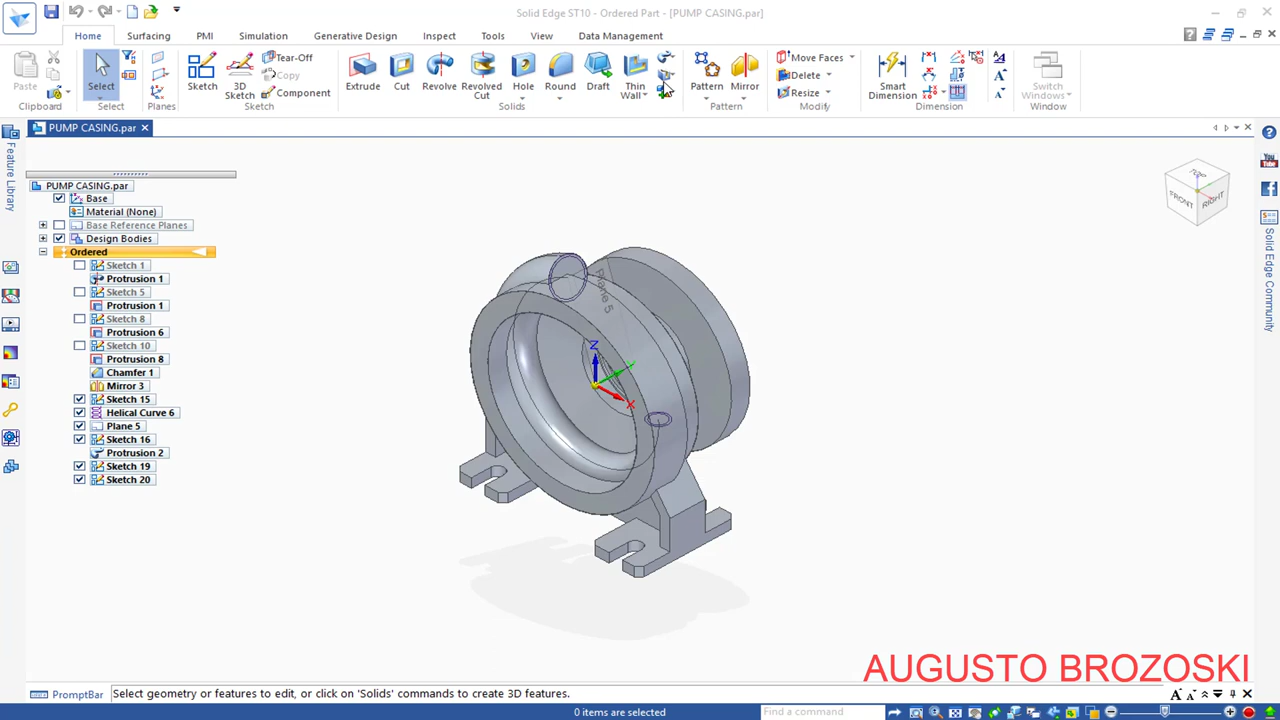 Solid Edge ST10 - Ordered Part - [PUMP CASING.par]
Home Surfacing PMI Simulation Generative Design Inspect Tools View Data Management
Paste
Clipboard
Select
Select
Planes
Sketch
3D Sketch
Tear-Off
Copy
Component
Sketch
Extrude
Cut
Revolve
Revolved Cut
Hole
Round
Draft
Thin Wall
Solids
Pattern
Mirror
Pattern
Move Faces
Delete
Resize
Modify
Smart Dimension
Dimension
Switch Windows
Window
PUMP CASING.par
Feature Library
PUMP CASING.par
Base
Material (None)
Base Reference Planes
Design Bodies
Ordered
Sketch 1
Protrusion 1
Sketch 5
Protrusion 1
Sketch 8
Protrusion 6
Sketch 10
Protrusion 8
Chamfer 1
Mirror 3
Sketch 15
Helical Curve 6
Plane 5
Sketch 16
Protrusion 2
Sketch 19
Sketch 20
Plane 5
Z
X
TOP
FRONT
RIGHT
You Tube
Solid Edge Community
AUGUSTO BROZOSKI
PromptBar
Select geometry or features to edit, or click on 'Solids' commands to create 3D features.
0 items are selected
Find a command